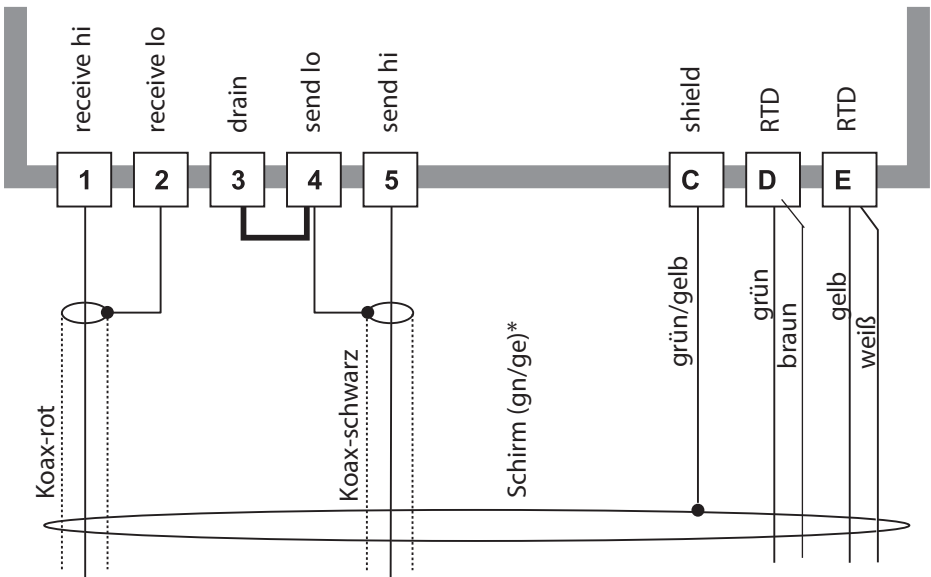 receive hi
receive lo
drain
send lo
send hi
shield
RTD
RTD
1
2
3
4
5
C
D
E
grün/gelb
grün
braun
gelb
weiß
Koax-rot
Koax-schwarz
Schirm (gn/ge)*